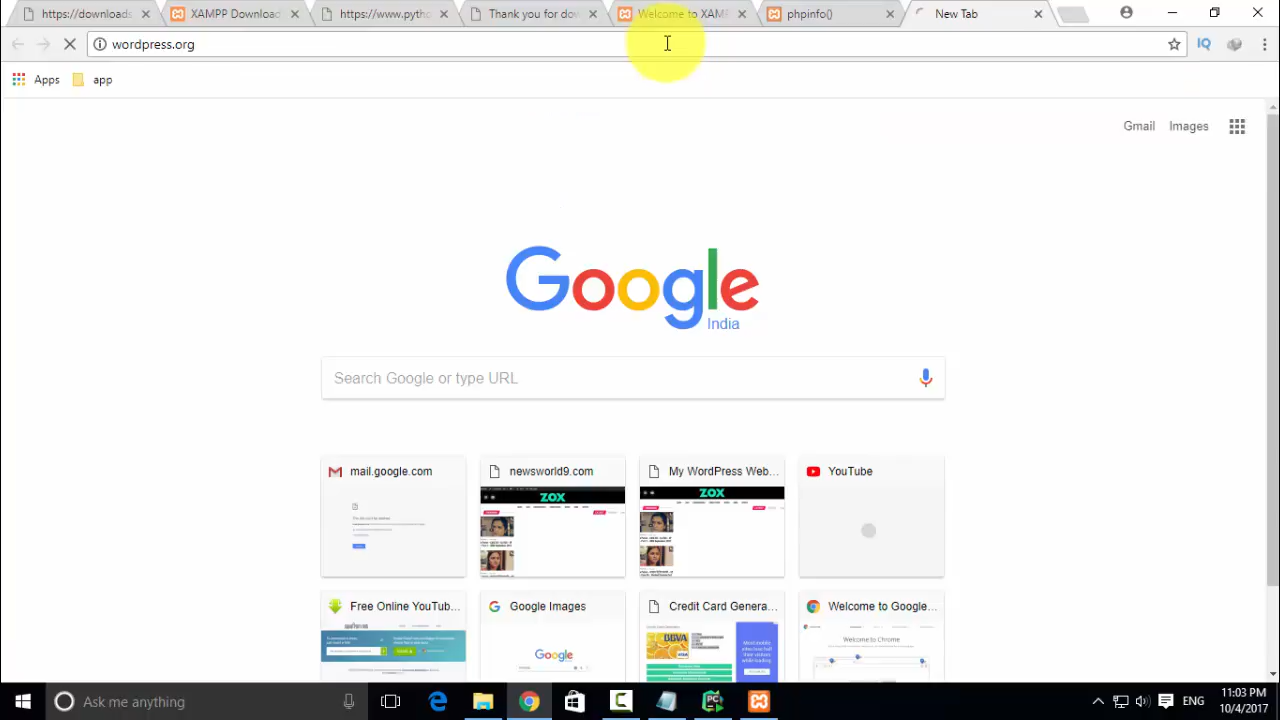 https://downloads
XAMPP Download
http://mypythg
Thank you for dow
Welcome to XAMP
phpinfo()
New Tab
wordpress.org
Apps
app
Gmail
Images
Google
India
Search Google or type URL
mail.google.com
newsworld9.com
My WordPress Web...
YouTube
ZOX
ZOX
Free Online YouTub...
Google Images
Credit Card Genera...
Welcome to Google...
BBVA
Google
Welcome to Chrome
Ask me anything
ENG
11:03 PM
10/4/2017